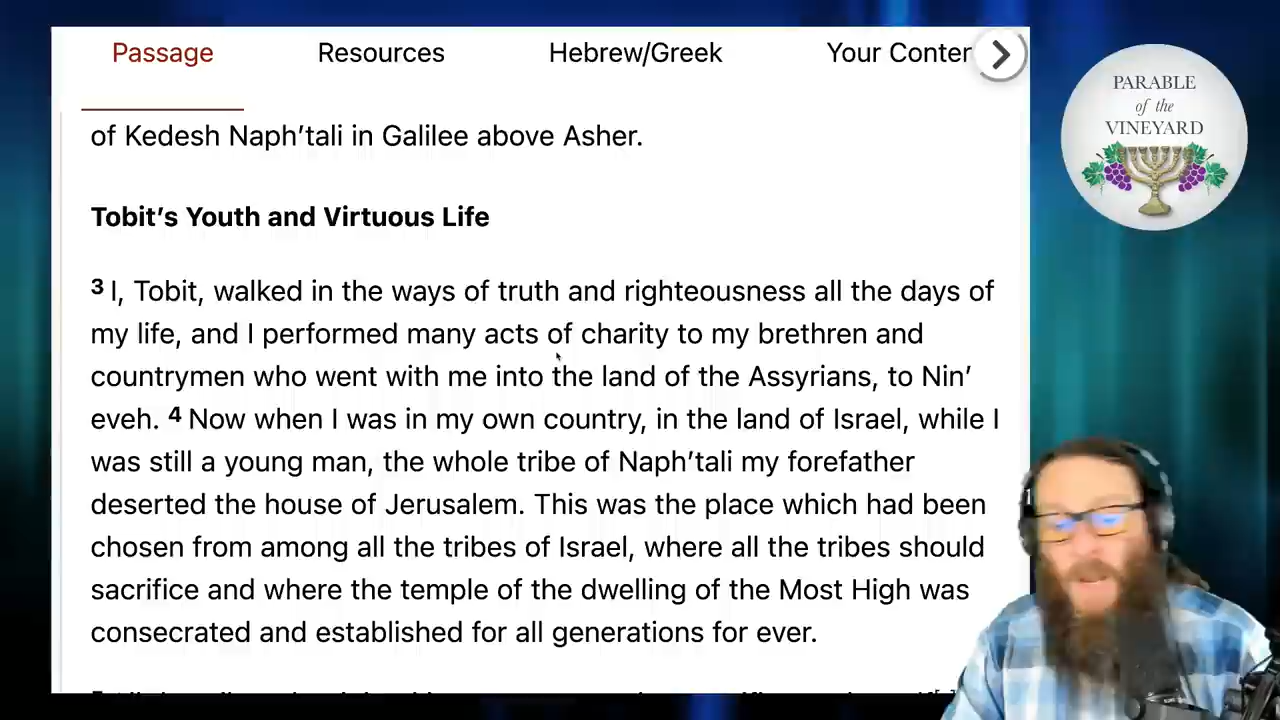 Passage
Resources
Hebrew/Greek
Your Conter
of Kedesh Naph’tali in Galilee above Asher.
Tobit’s Youth and Virtuous Life
3 I, Tobit, walked in the ways of truth and righteousness all the days of
my life, and I performed many acts of charity to my brethren and
countrymen who went with me into the land of the Assyrians, to Nin’
eveh. 4 Now when I was in my own country, in the land of Israel, while I
was still a young man, the whole tribe of Naph’tali my forefather
deserted the house of Jerusalem. This was the place which had been
chosen from among all the tribes of Israel, where all the tribes should
sacrifice and where the temple of the dwelling of the Most High was
consecrated and established for all generations for ever.
PARABLE
of the
VINEYARD